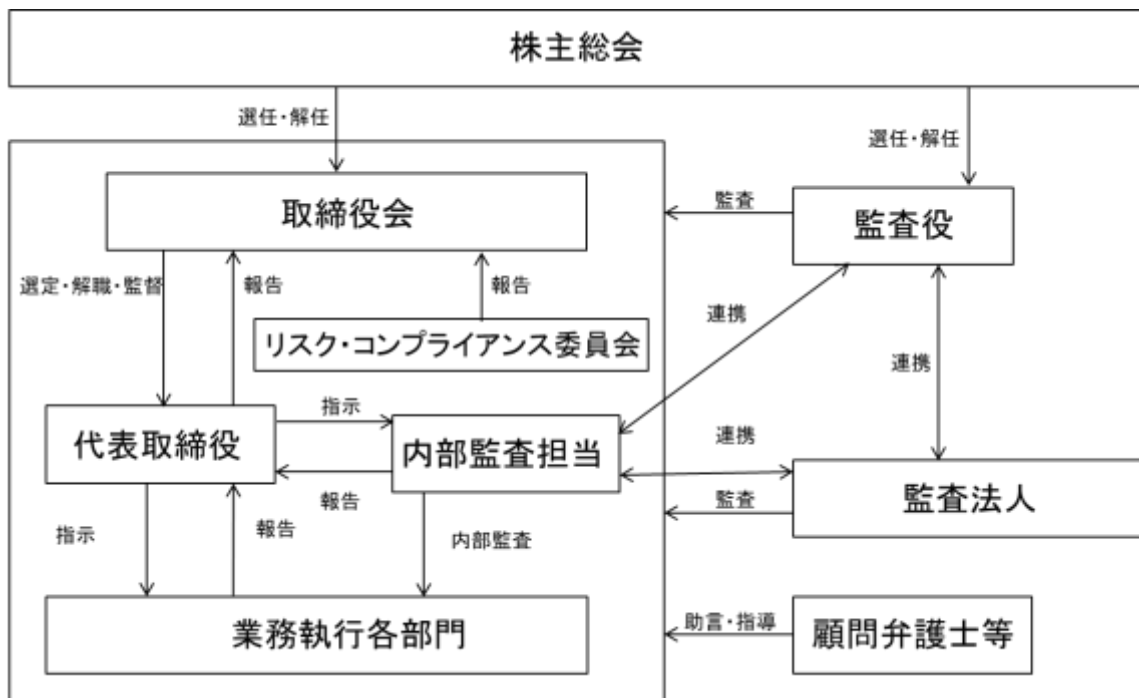 株主総会
選任・解任
選任・解任
取締役会
監査
監査役
選定・解職・監督
報告
報告
連携
リスク・コンプライアンス委員会
連携
代表取締役
指示
内部監査担当
連携
報告
監査
監査法人
指示
報告
内部監査
業務執行各部門
助言・指導
顧問弁護士等